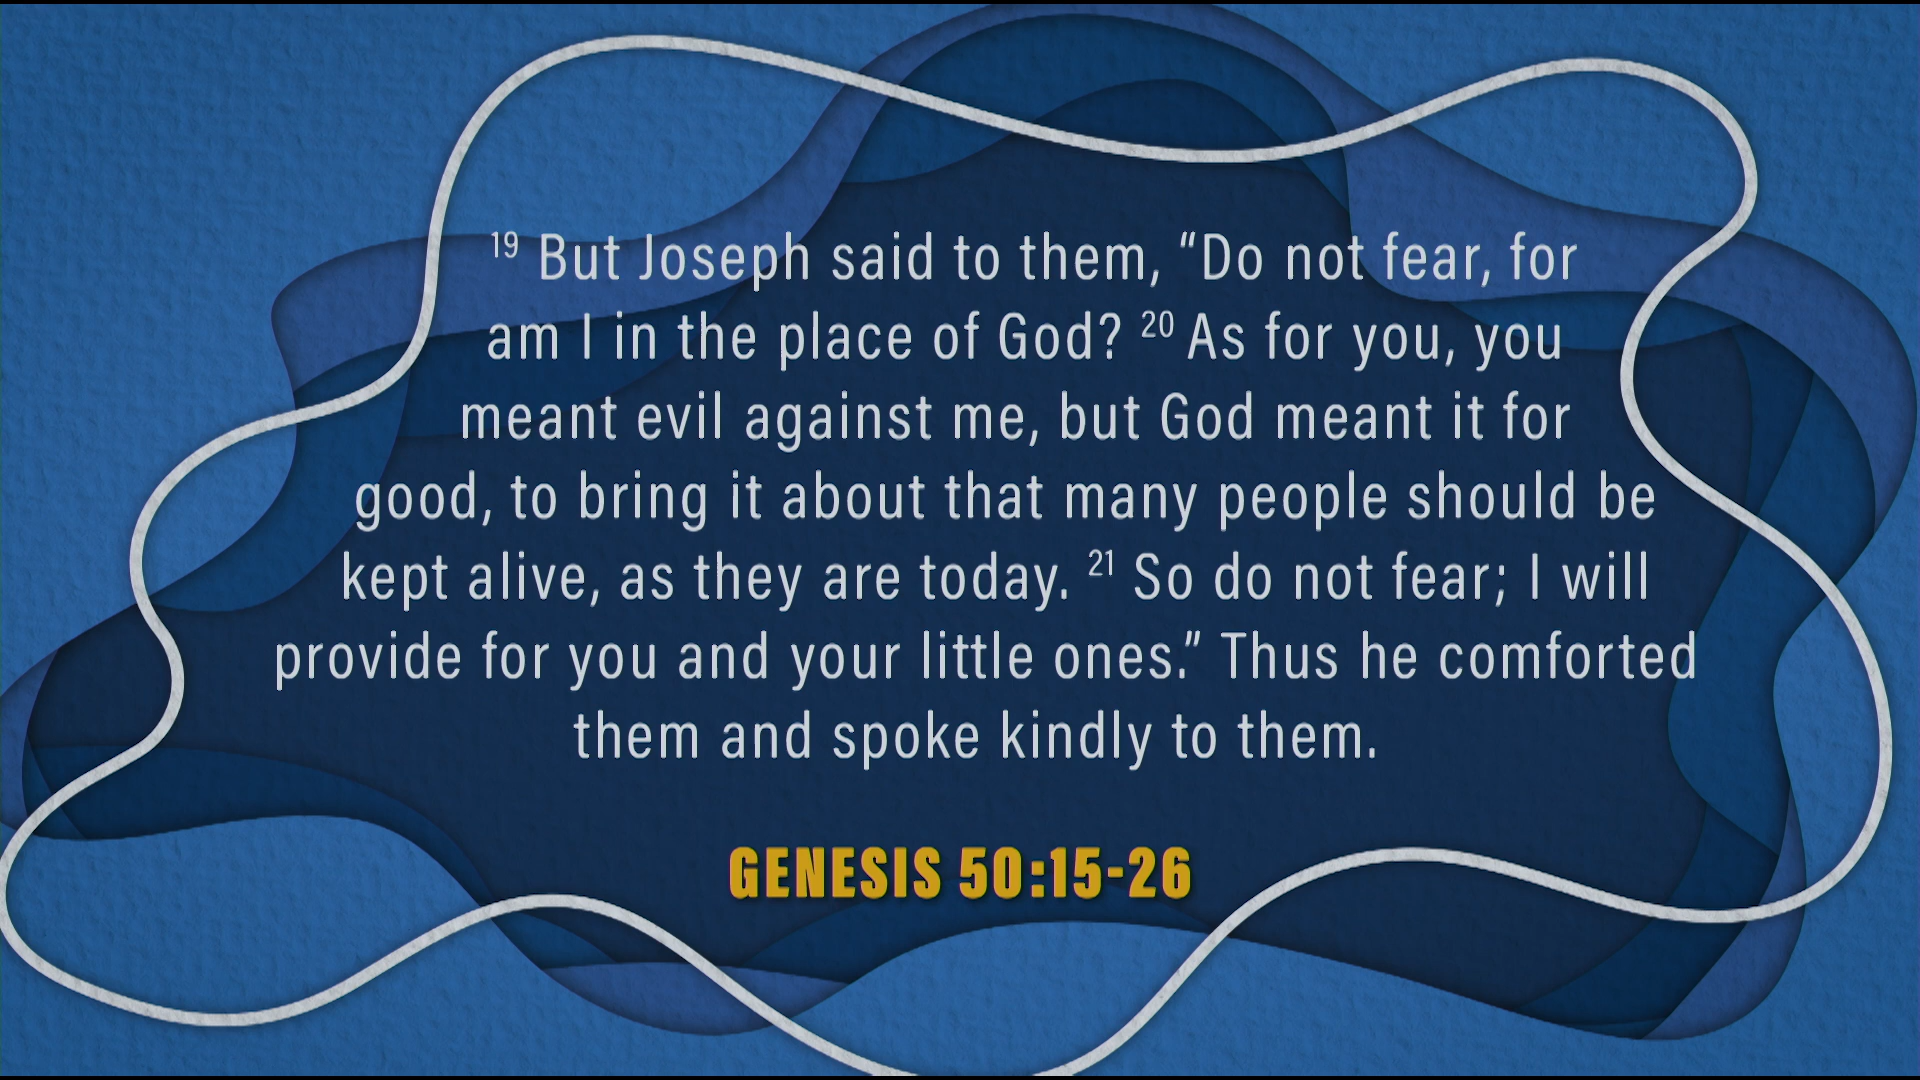 19 But Joseph said to them, “Do not fear, for
am I in the place of God? 20 As for you, you
meant evil against me, but God meant it for
good, to bring it about that many people should be
kept alive, as they are today. 21 So do not fear; I will
provide for you and your little ones.” Thus he comforted
them and spoke kindly to them.
GENESIS 50:15-26